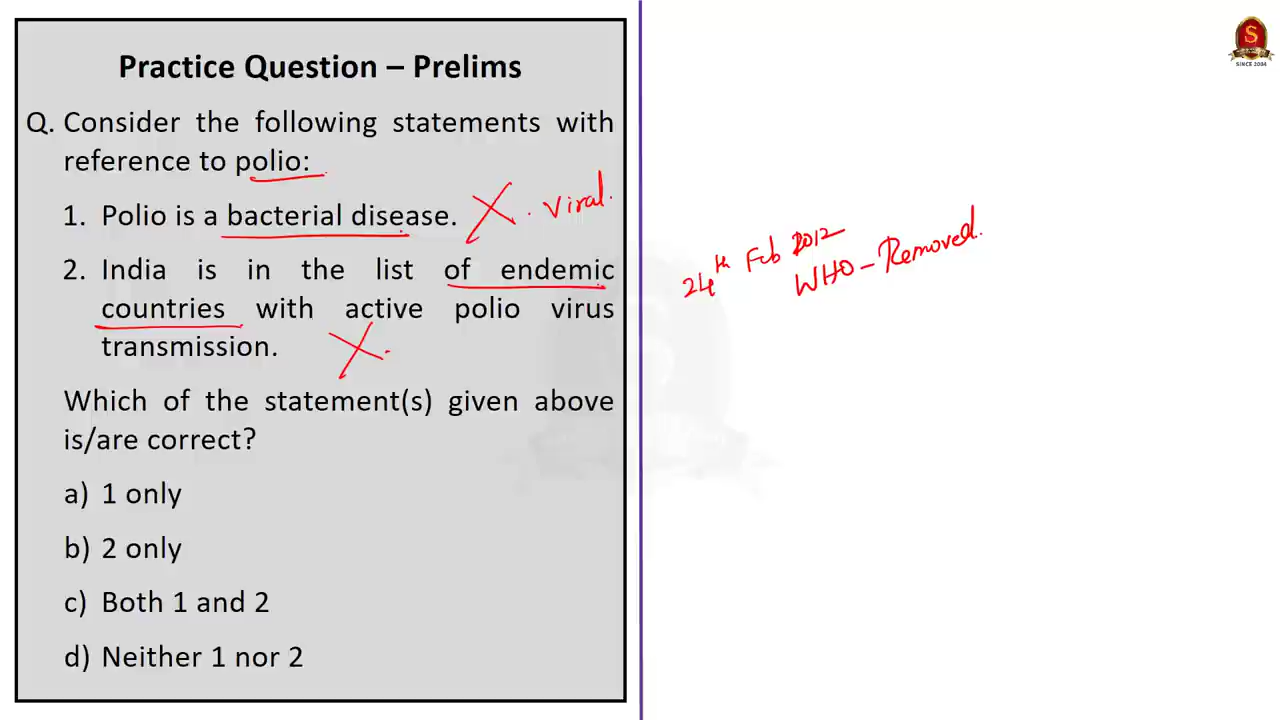 Practice Question – Prelims
Q. Consider the following statements with
reference to polio:
1. Polio is a bacterial disease. . Viral.
2. India is in the list of endemic
countries with active polio virus
transmission.
Which of the statement(s) given above
is/are correct?
a) 1 only
b) 2 only
c) Both 1 and 2
d) Neither 1 nor 2
24th Feb 2012
WHO – Removed.
S
SINCE 2004